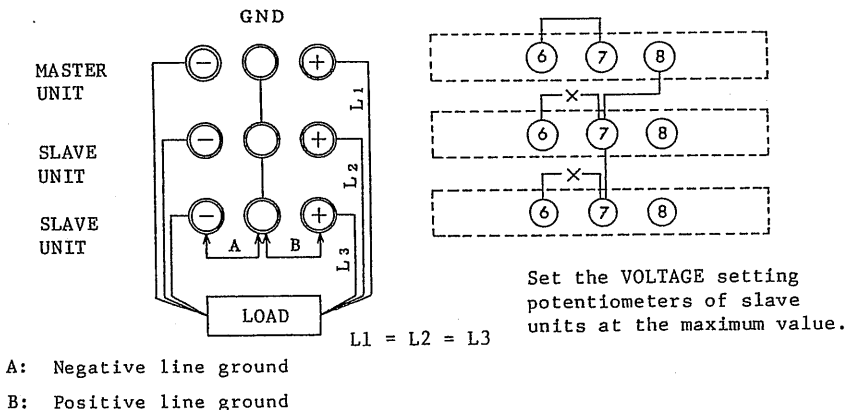 GND
MASTER
UNIT
− +
L1
SLAVE
UNIT
− +
L2
SLAVE
UNIT
− +
A B
L3
LOAD
L1 = L2 = L3
A: Negative line ground
B: Positive line ground
6 7 8
×
6 7 8
×
6 7 8
Set the VOLTAGE setting
potentiometers of slave
units at the maximum value.